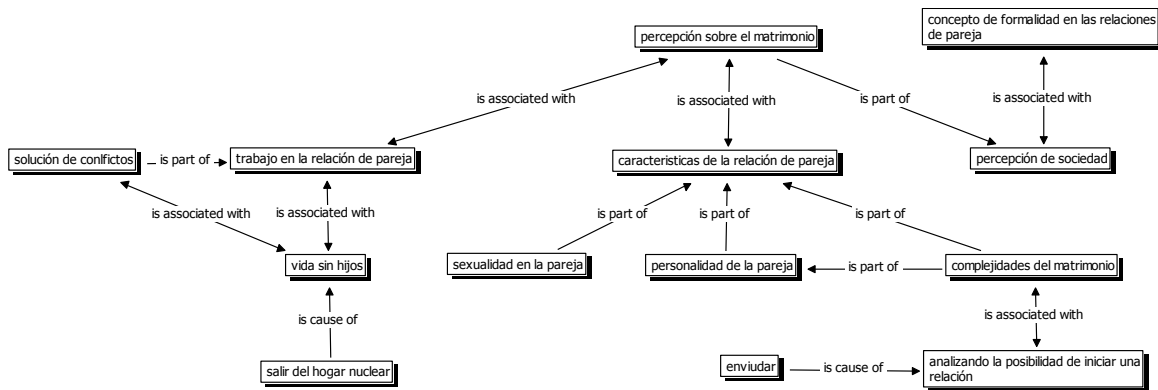 concepto de formalidad en las relaciones
de pareja
percepción sobre el matrimonio
is associated with
is associated with
is part of
is associated with
solución de conlfictos
is part of
trabajo en la relación de pareja
caracteristicas de la relación de pareja
percepción de sociedad
is associated with
is associated with
is part of
is part of
is part of
vida sin hijos
sexualidad en la pareja
personalidad de la pareja
is part of
complejidades del matrimonio
is cause of
is associated with
salir del hogar nuclear
enviudar
is cause of
analizando la posibilidad de iniciar una
relación